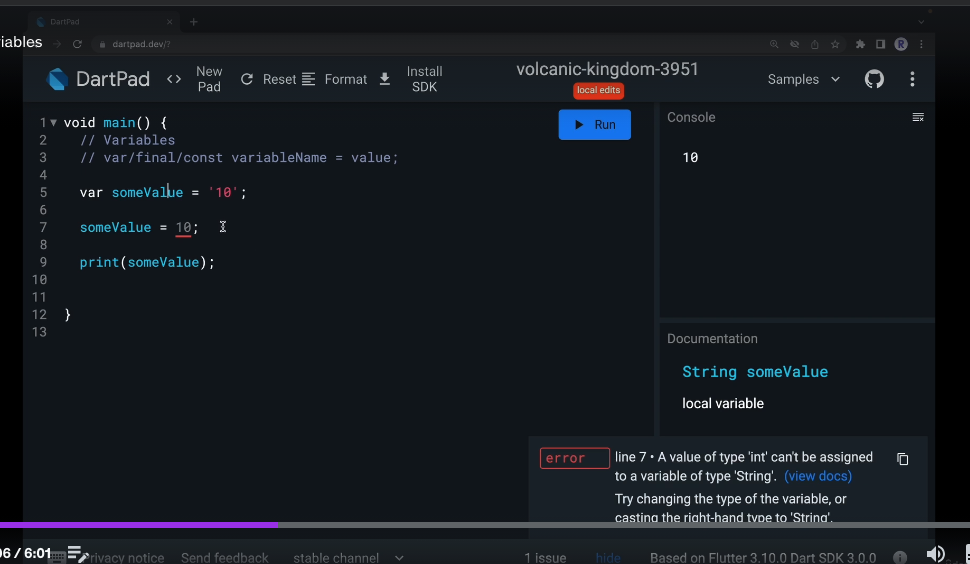 DartPad
iables
dartpad.dev/?
R
DartPad
<>
New
Pad
Reset
Format
Install
SDK
volcanic-kingdom-3951
local edits
Samples
1 void main() {
2 // Variables
3 // var/final/const variableName = value;
4
5 var someValue = '10';
6
7 someValue = 10;
8
9 print(someValue);
10
11
12 }
13
Run
Console
10
Documentation
String someValue
local variable
error
line 7 • A value of type 'int' can't be assigned
to a variable of type 'String'. (view docs)
Try changing the type of the variable, or
casting the right-hand type to 'String'.
06 / 6:01
rivacy notice
Send feedback
stable channel
1 issue
hide
Based on Flutter 3.10.0 Dart SDK 3.0.0